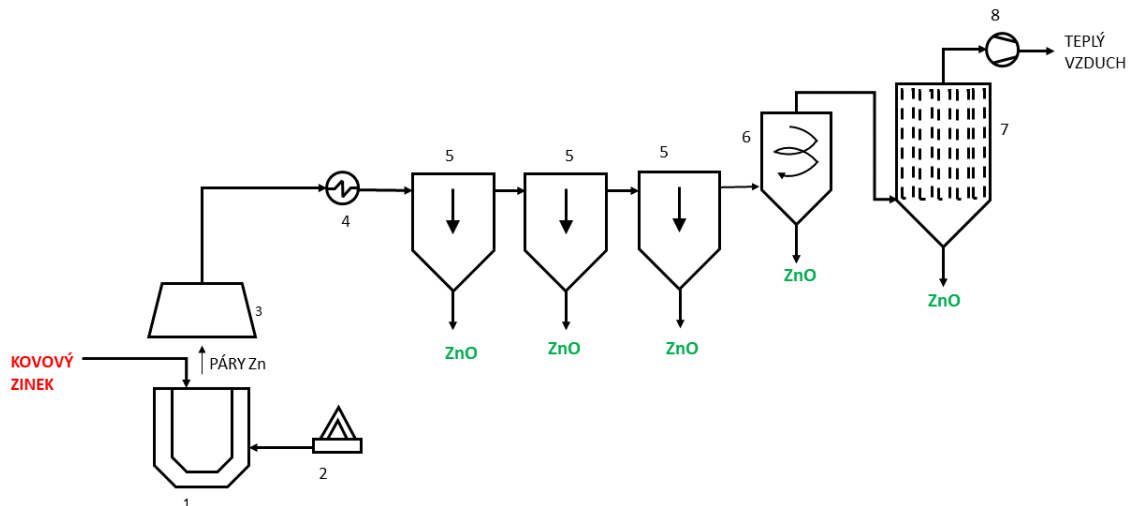 8
TEPLÝ
VZDUCH
7
6
5
5
5
4
ZnO
ZnO
ZnO
ZnO
ZnO
3
KOVOVÝ
ZINEK
PÁRY Zn
2
1